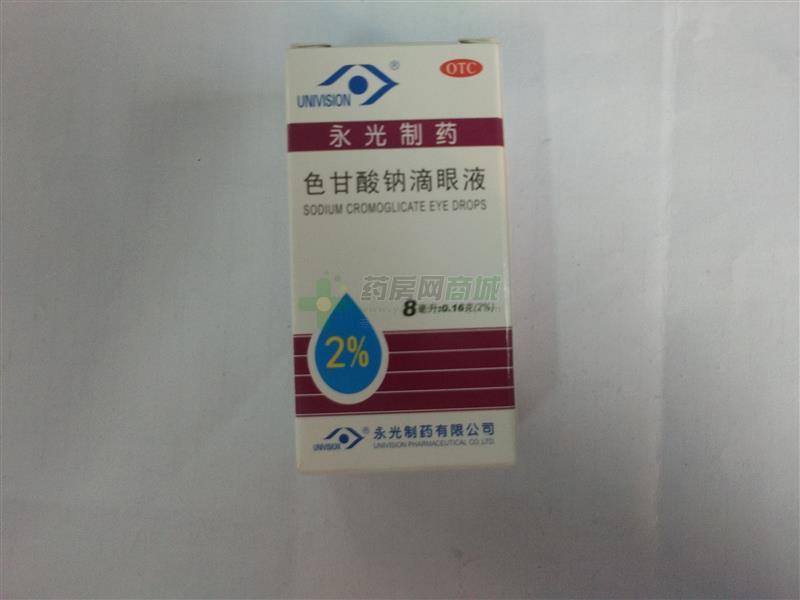 UNIVISION
®
OTC
永光制药
色甘酸钠滴眼液
SODIUM CROMOGLICATE EYE DROPS
药房网商城
8毫升:0.16克(2%)
2%
UNIVISION
®
永光制药有限公司
UNIVISION PHARMACEUTICAL CO.,LTD.